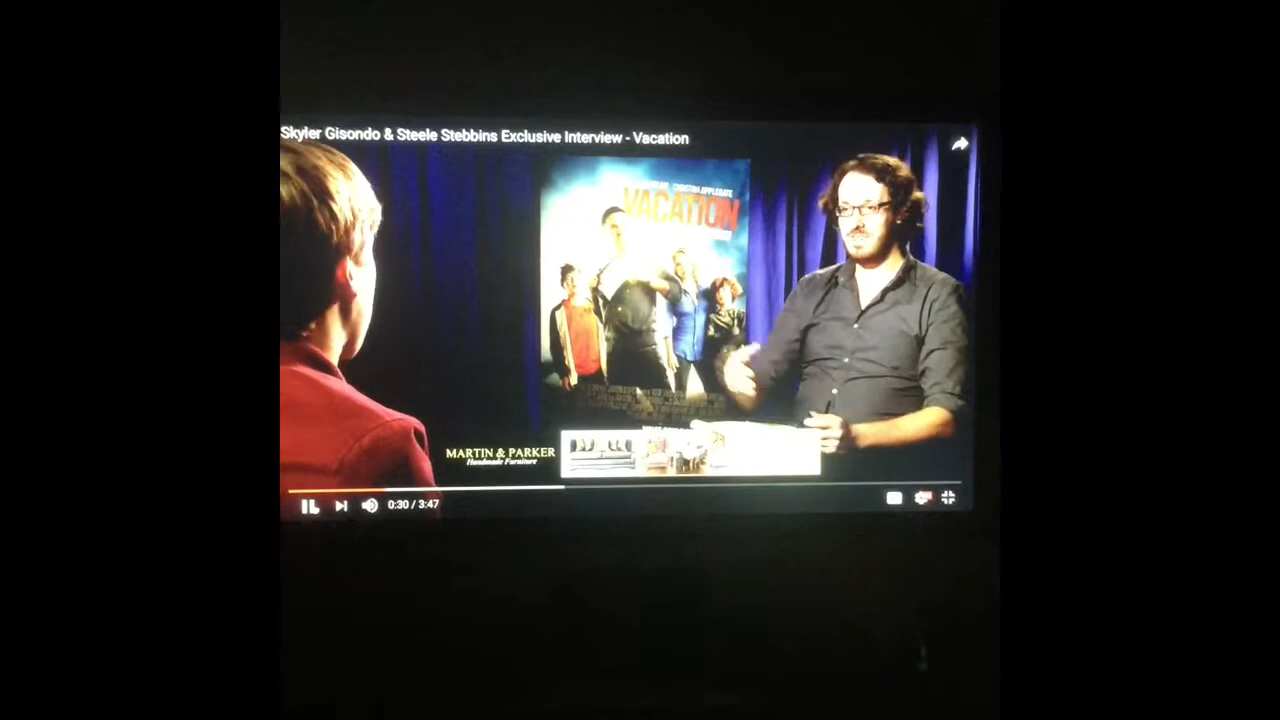 Skyler Gisondo & Steele Stebbins Exclusive Interview - Vacation
CHRISTINA APPLEGATE
VACATION
MARTIN & PARKER
Handmade Furniture
0:30 / 3:47